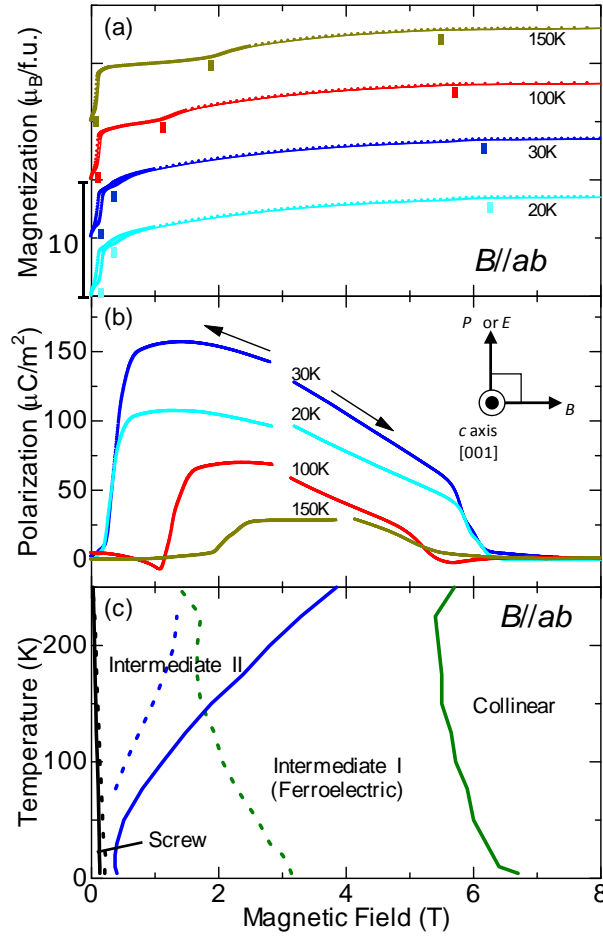 (a)
150K
100K
30K
20K
Magnetization (μB/f.u.)
10
B//ab
(b)
Polarization (μC/m²)
150
100
50
0
30K
20K
100K
150K
P or E
B
c axis
[001]
(c)
B//ab
Temperature (K)
200
100
0
Intermediate II
Collinear
Intermediate I
(Ferroelectric)
Screw
0 2 4 6 8
Magnetic Field (T)